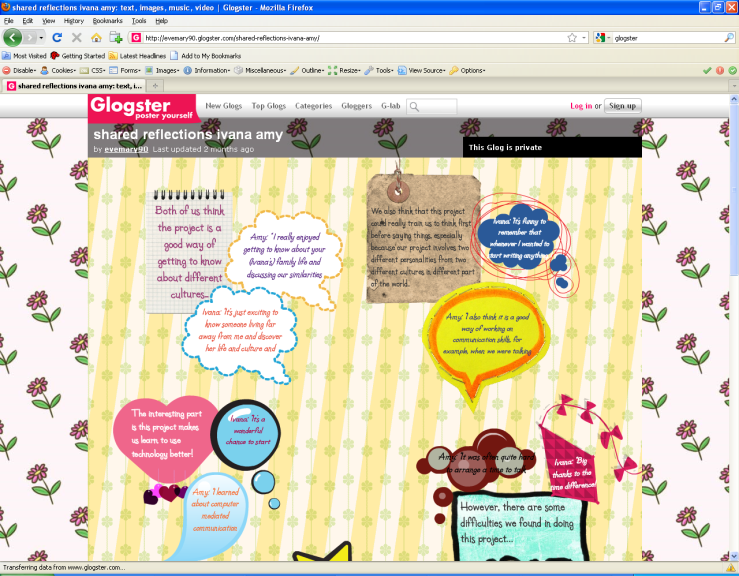 shared reflections ivana amy: text, images, music, video | Glogster - Mozilla Firefox
File Edit View History Bookmarks Tools Help
http://evemary90.glogster.com/shared-reflections-ivana-amy/
glogster
Most Visited Getting Started Latest Headlines Add to My Bookmarks
Disable Cookies CSS Forms Images Information Miscellaneous Outline Resize Tools View Source Options
shared reflections ivana amy: text, i...
Glogster
poster yourself
New Glogs Top Glogs Categories Gloggers G-lab
Log in or Sign up
shared reflections ivana amy
by evemary90 Last updated 2 months ago
This Glog is private
Both of us think
the project is a
good way of
getting to know
about different
cultures...
Amy: "I really enjoyed
getting to know about your
(Ivana's) family life and
discussing our similarities
We also think that this project
could really train us to think first
before saying things, especially
because our project involves two
different personalities from two
different cultures in different part
of the world.
Ivana: 'It's funny to
remember that
whenever I wanted to
start writing anything
Ivana: 'It's just exciting to
know someone living far
away from me and discover
her life and culture and
Amy: 'I also think it is a good
way of working on
communication skills, for
example, when we were talking
'The interesting part
is this project makes
us learn to use
technology better!
Ivana: 'It's a
wonderful
chance to start
Amy: 'It was often quite hard
to arrange a time to talk
Ivana: 'Big
thanks to the
time difference!
Amy: 'I learned
about computer
mediated
communication
However, there are some
difficulties we found in doing
this project...
Transferring data from www.glogster.com...